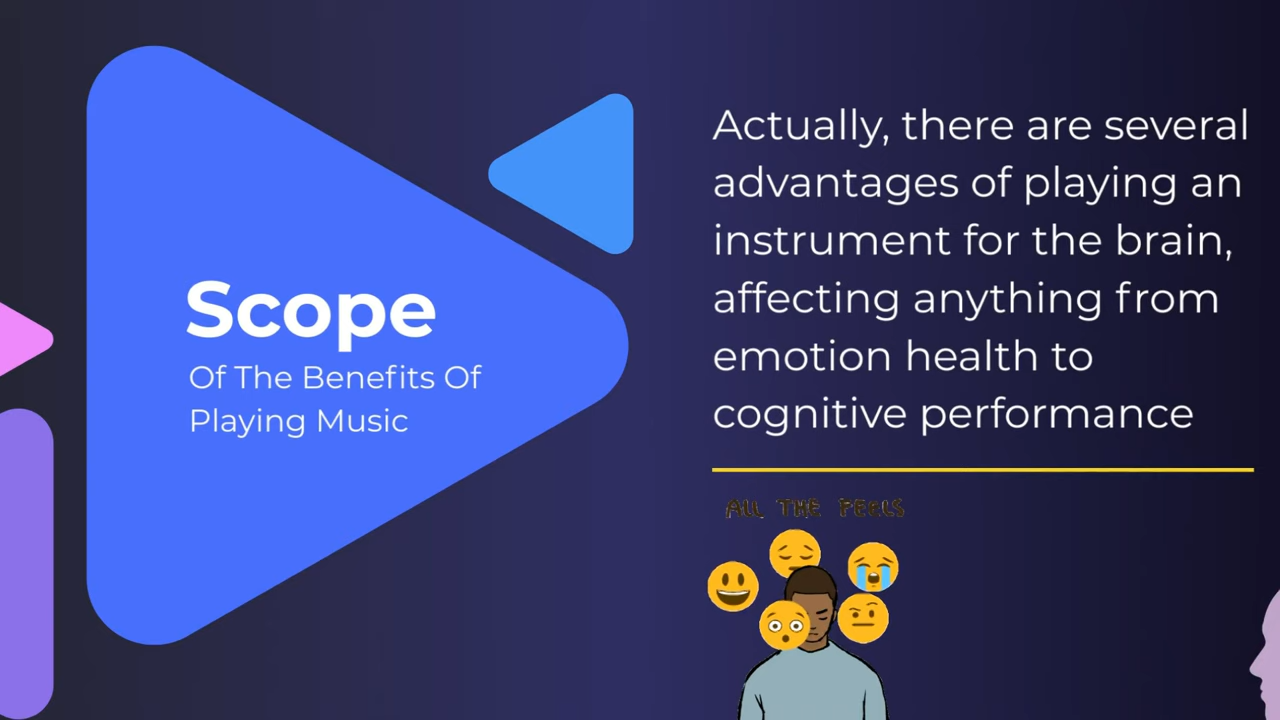 Scope
Of The Benefits Of
Playing Music
Actually, there are several
advantages of playing an
instrument for the brain,
affecting anything from
emotion health to
cognitive performance
ALL THE FEELS